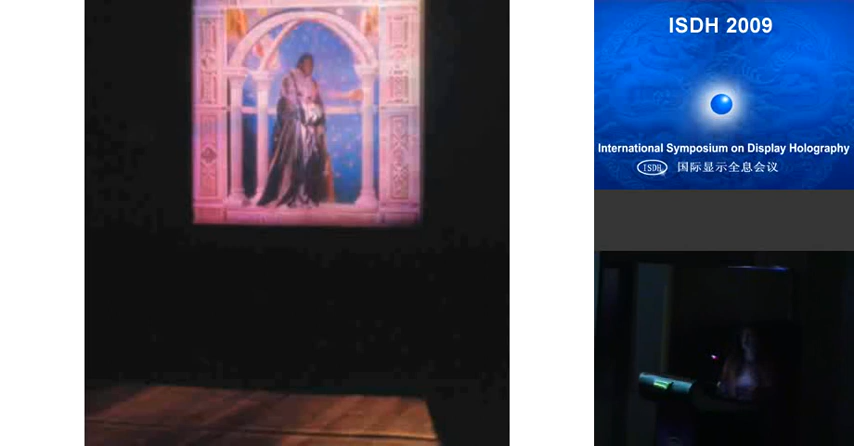 ISDH 2009
International Symposium on Display Holography
ISDH 国际显示全息会议